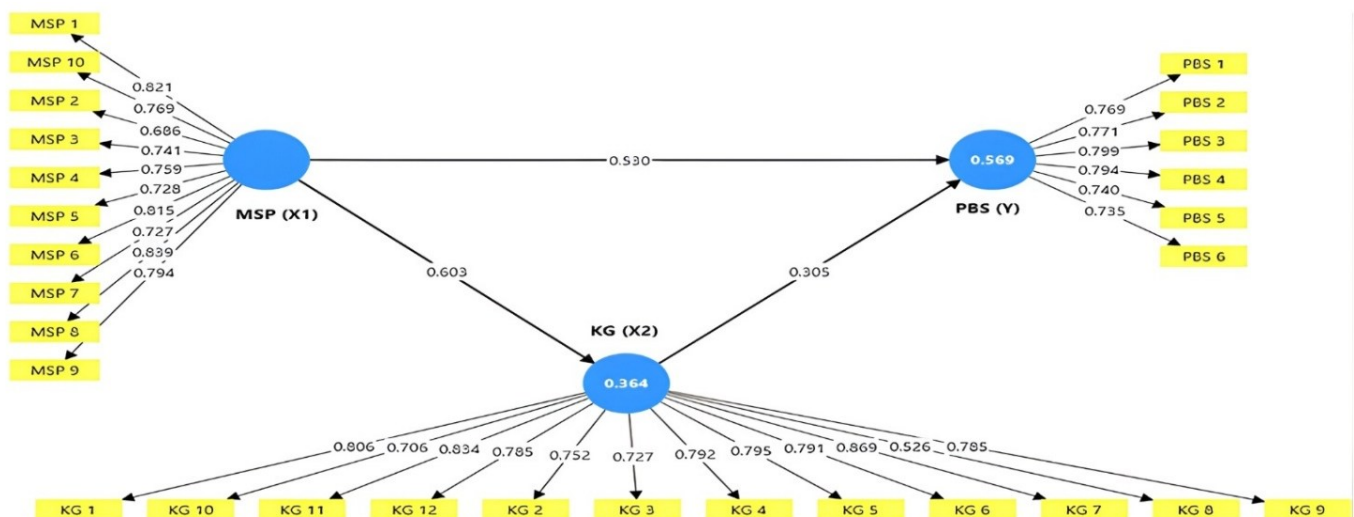 MSP 1
MSP 10
MSP 2
MSP 3
MSP 4
MSP 5
MSP 6
MSP 7
MSP 8
MSP 9
0.821
0.769
0.686
0.741
0.759
0.728
0.815
0.727
0.839
0.794
MSP (X1)
0.530
0.603
0.305
0.569
PBS (Y)
0.769
0.771
0.799
0.794
0.740
0.735
PBS 1
PBS 2
PBS 3
PBS 4
PBS 5
PBS 6
KG (X2)
0.364
0.806 0.706 0.834 0.785 0.752 0.727 0.792 0.795 0.791 0.869 0.526 0.785
KG 1 KG 10 KG 11 KG 12 KG 2 KG 3 KG 4 KG 5 KG 6 KG 7 KG 8 KG 9